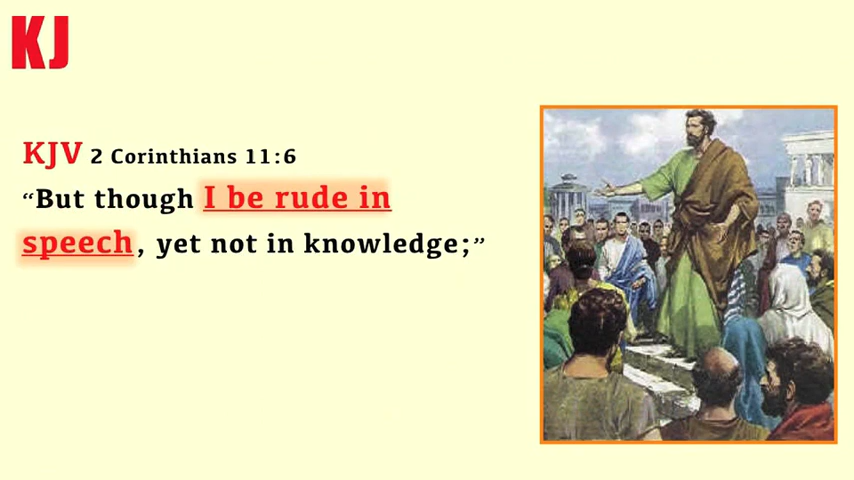 KJ
KJV 2 Corinthians 11:6
“But though I be rude in
speech, yet not in knowledge;”